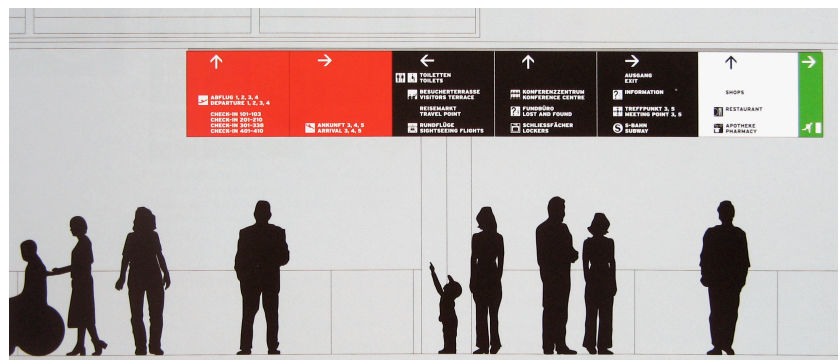 ABFLUG 1, 2, 3, 4
DEPARTURE 1, 2, 3, 4
CHECK-IN 101-103
CHECK-IN 201-210
CHECK-IN 301-338
CHECK-IN 401-410
ANKUNFT 3, 4, 5
ARRIVAL 3, 4, 5
TOILETTEN
TOILETS
BESUCHERTERRASSE
VISITORS TERRACE
REISEMARKT
TRAVEL POINT
RUNDFLÜGE
SIGHTSEEING FLIGHTS
KONFERENZZENTRUM
KONFERENCE CENTRE
FUNDBÜRO
LOST AND FOUND
SCHLIESSFÄCHER
LOCKERS
AUSGANG
EXIT
INFORMATION
TREFFPUNKT 3, 5
MEETING POINT 3, 5
S-BAHN
SUBWAY
SHOPS
RESTAURANT
APOTHEKE
PHARMACY